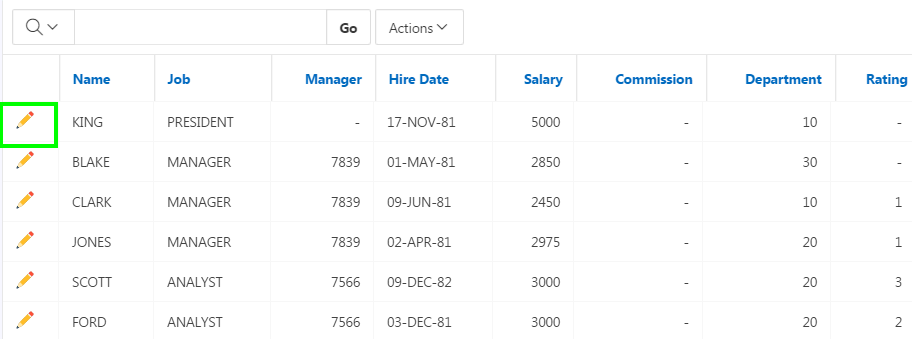 Go Actions
Name Job Manager Hire Date Salary Commission Department Rating
KING PRESIDENT - 17-NOV-81 5000 - 10 -
BLAKE MANAGER 7839 01-MAY-81 2850 - 30 -
CLARK MANAGER 7839 09-JUN-81 2450 - 10 1
JONES MANAGER 7839 02-APR-81 2975 - 20 1
SCOTT ANALYST 7566 09-DEC-82 3000 - 20 3
FORD ANALYST 7566 03-DEC-81 3000 - 20 2